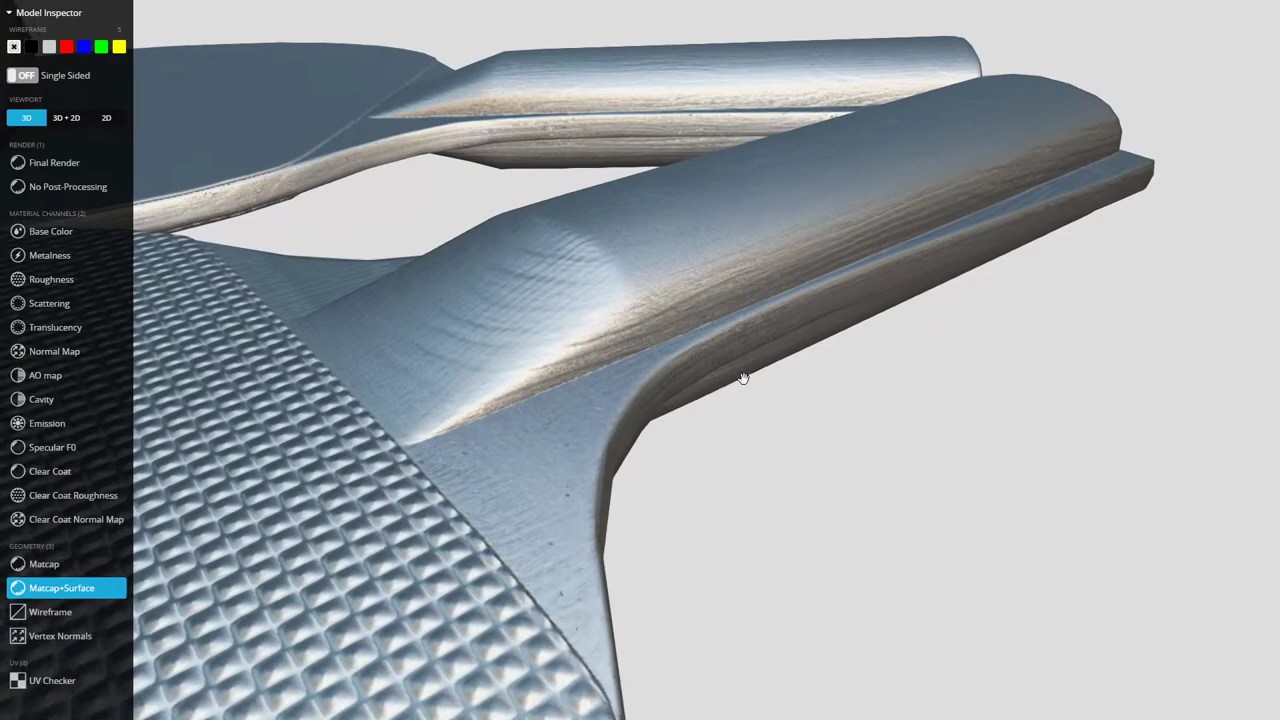 Model Inspector
WIREFRAME 5
OFF Single Sided
VIEWPORT
3D 3D + 2D 2D
RENDER (1)
Final Render
No Post-Processing
MATERIAL CHANNELS (2)
Base Color
Metalness
Roughness
Scattering
Translucency
Normal Map
AO map
Cavity
Emission
Specular F0
Clear Coat
Clear Coat Roughness
Clear Coat Normal Map
GEOMETRY (3)
Matcap
Matcap+Surface
Wireframe
Vertex Normals
UV (4)
UV Checker